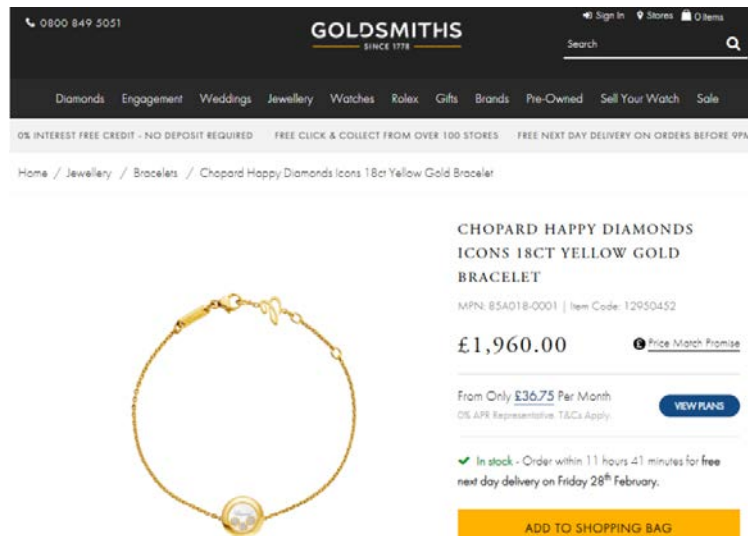 0800 849 5051
GOLDSMITHS
SINCE 1778
Sign In Stores 0 Items
Search
Diamonds Engagement Weddings Jewellery Watches Rolex Gifts Brands Pre-Owned Sell Your Watch Sale
0% INTEREST FREE CREDIT - NO DEPOSIT REQUIRED FREE CLICK & COLLECT FROM OVER 100 STORES FREE NEXT DAY DELIVERY ON ORDERS BEFORE 9PM
Home / Jewellery / Bracelets / Chopard Happy Diamonds Icons 18ct Yellow Gold Bracelet
CHOPARD HAPPY DIAMONDS
ICONS 18CT YELLOW GOLD
BRACELET
MPN: 85A018-0001 | Item Code: 12950452
£1,960.00
£ Price Match Promise
From Only £36.75 Per Month
0% APR Representative. T&Cs Apply.
VIEW PLANS
In stock - Order within 11 hours 41 minutes for free
next day delivery on Friday 28th February.
ADD TO SHOPPING BAG